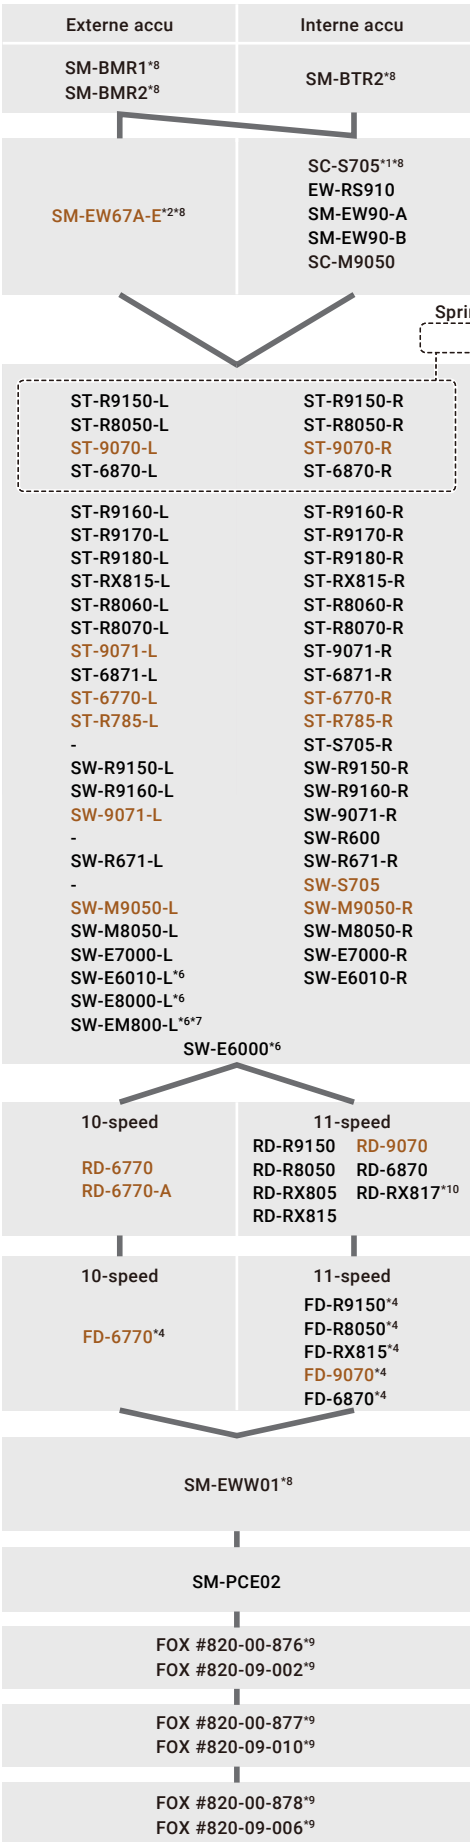 Externe accu
Interne accu
SM-BMR1*8
SM-BMR2*8
SM-BTR2*8
SM-EW67A-E*2*8
SC-S705*1*8
EW-RS910
SM-EW90-A
SM-EW90-B
SC-M9050
Sprin
ST-R9150-L ST-R9150-R
ST-R8050-L ST-R8050-R
ST-9070-L ST-9070-R
ST-6870-L ST-6870-R
ST-R9160-L ST-R9160-R
ST-R9170-L ST-R9170-R
ST-R9180-L ST-R9180-R
ST-RX815-L ST-RX815-R
ST-R8060-L ST-R8060-R
ST-R8070-L ST-R8070-R
ST-9071-L ST-9071-R
ST-6871-L ST-6871-R
ST-6770-L ST-6770-R
ST-R785-L ST-R785-R
- ST-S705-R
SW-R9150-L SW-R9150-R
SW-R9160-L SW-R9160-R
SW-9071-L SW-9071-R
- SW-R600
SW-R671-L SW-R671-R
- SW-S705
SW-M9050-L SW-M9050-R
SW-M8050-L SW-M8050-R
SW-E7000-L SW-E7000-R
SW-E6010-L*6 SW-E6010-R
SW-E8000-L*6
SW-EM800-L*6*7
SW-E6000*6
10-speed
RD-6770
RD-6770-A
11-speed
RD-R9150 RD-9070
RD-R8050 RD-6870
RD-RX805 RD-RX817*10
RD-RX815
10-speed
FD-6770*4
11-speed
FD-R9150*4
FD-R8050*4
FD-RX815*4
FD-9070*4
FD-6870*4
SM-EWW01*8
SM-PCE02
FOX #820-00-876*9
FOX #820-09-002*9
FOX #820-00-877*9
FOX #820-09-010*9
FOX #820-00-878*9
FOX #820-09-006*9